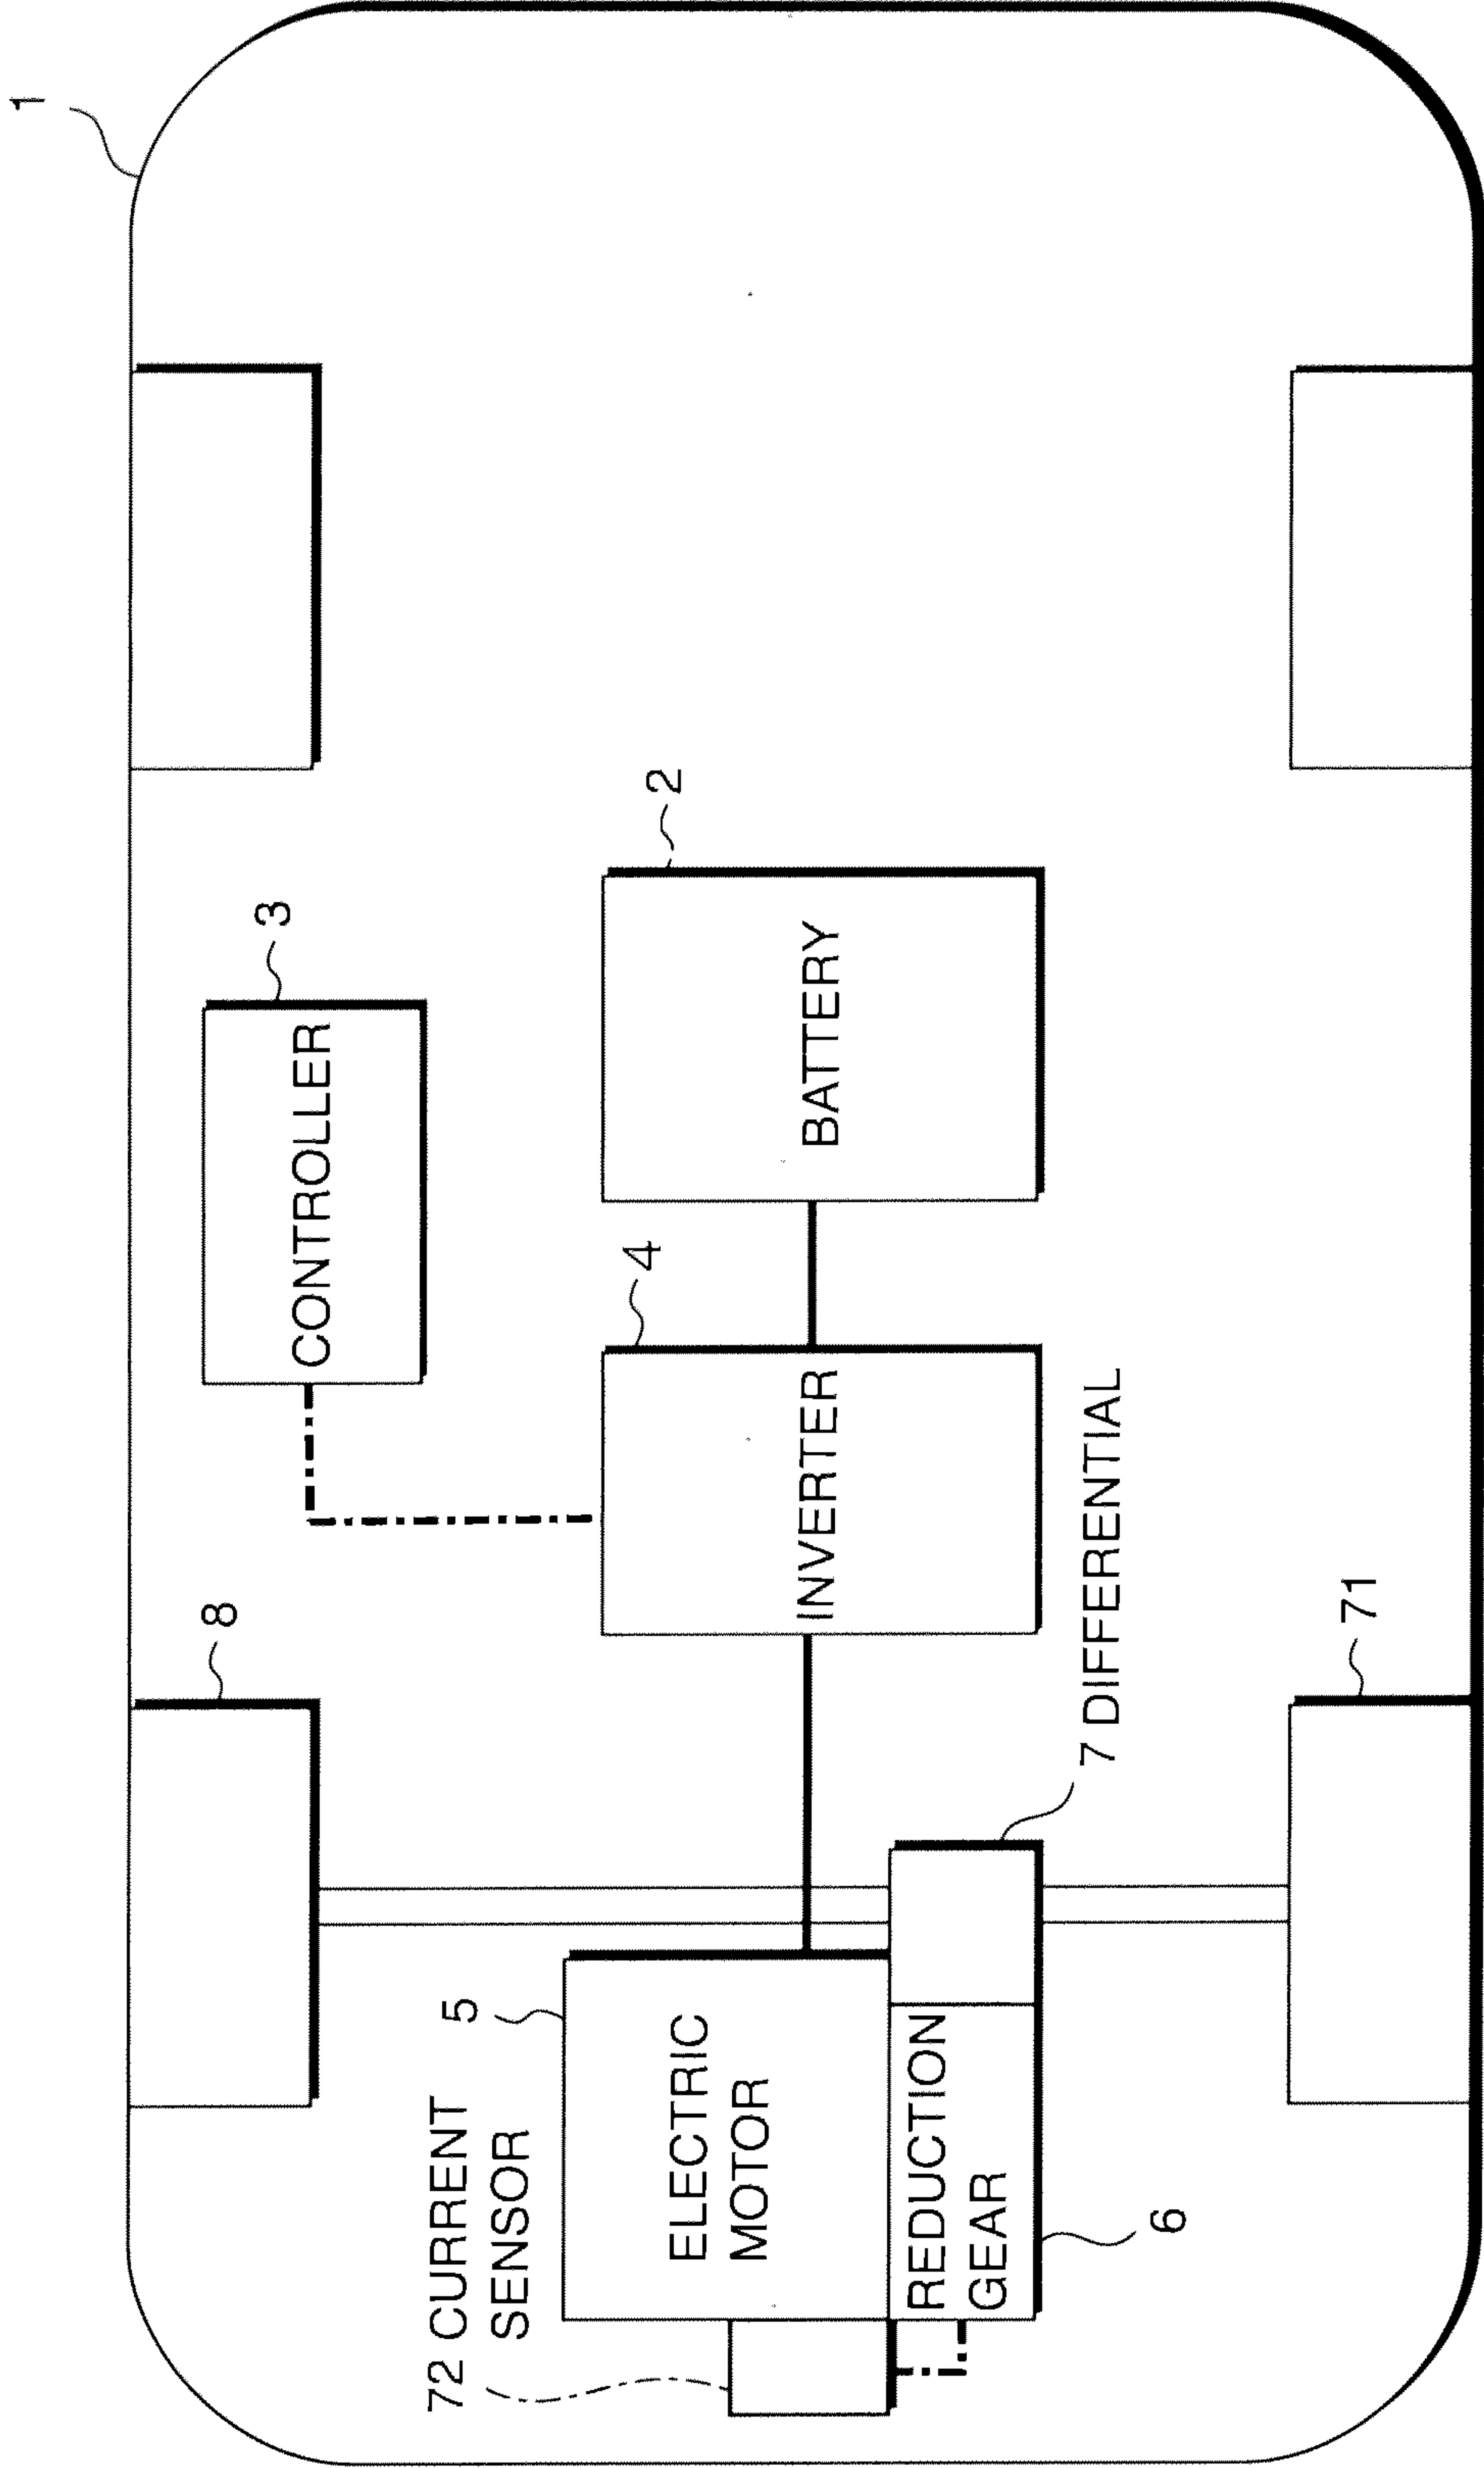 1
8
3
CONTROLLER
72 CURRENT
SENSOR
5
4
2
ELECTRIC
MOTOR
INVERTER
BATTERY
REDUCTION
GEAR
7 DIFFERENTIAL
6
71